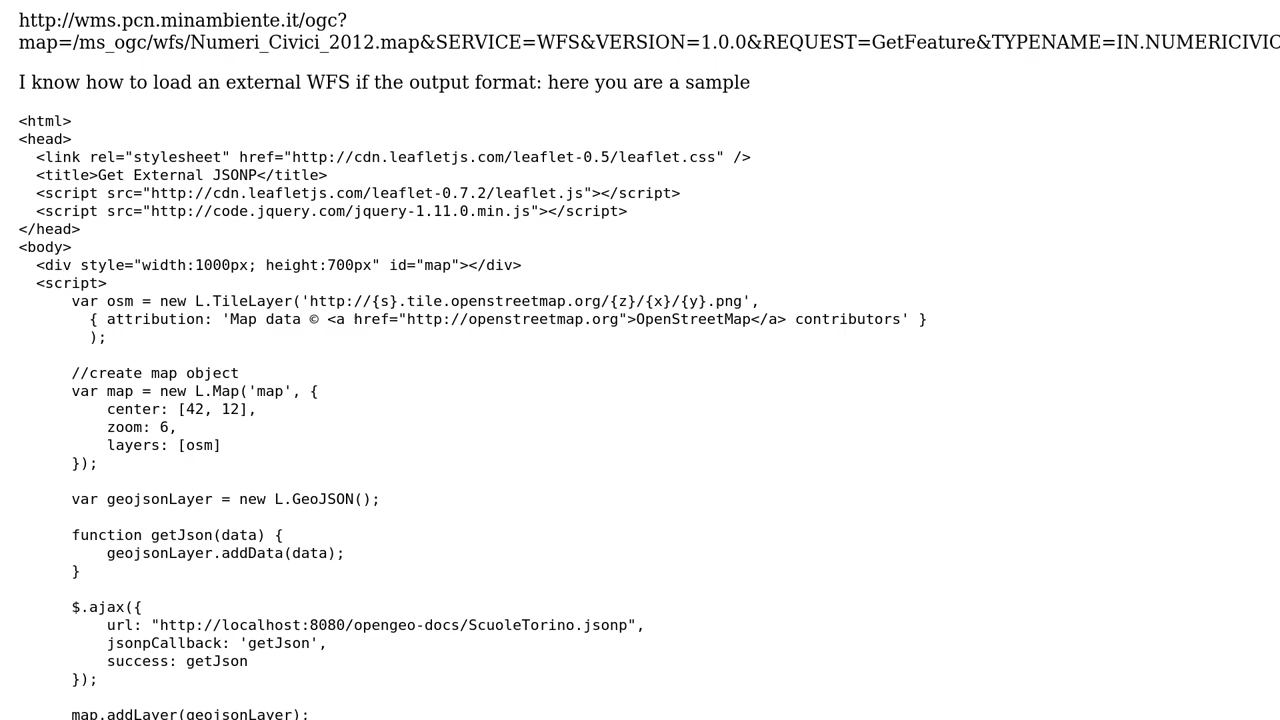 http://wms.pcn.minambiente.it/ogc?
map=/ms_ogc/wfs/Numeri_Civici_2012.map&SERVICE=WFS&VERSION=1.0.0&REQUEST=GetFeature&TYPENAME=IN.NUMERICIVIC
I know how to load an external WFS if the output format: here you are a sample
<html>
<head>
  <link rel="stylesheet" href="http://cdn.leafletjs.com/leaflet-0.5/leaflet.css" />
  <title>Get External JSONP</title>
  <script src="http://cdn.leafletjs.com/leaflet-0.7.2/leaflet.js"></script>
  <script src="http://code.jquery.com/jquery-1.11.0.min.js"></script>
</head>
<body>
  <div style="width:1000px; height:700px" id="map"></div>
  <script>
      var osm = new L.TileLayer('http://{s}.tile.openstreetmap.org/{z}/{x}/{y}.png',
        { attribution: 'Map data © <a href="http://openstreetmap.org">OpenStreetMap</a> contributors' }
        );
      //create map object
      var map = new L.Map('map', {
          center: [42, 12],
          zoom: 6,
          layers: [osm]
      });
      var geojsonLayer = new L.GeoJSON();
      function getJson(data) {
          geojsonLayer.addData(data);
      }
      $.ajax({
          url: "http://localhost:8080/opengeo-docs/ScuoleTorino.jsonp",
          jsonpCallback: 'getJson',
          success: getJson
      });
      map.addLayer(geojsonLayer);